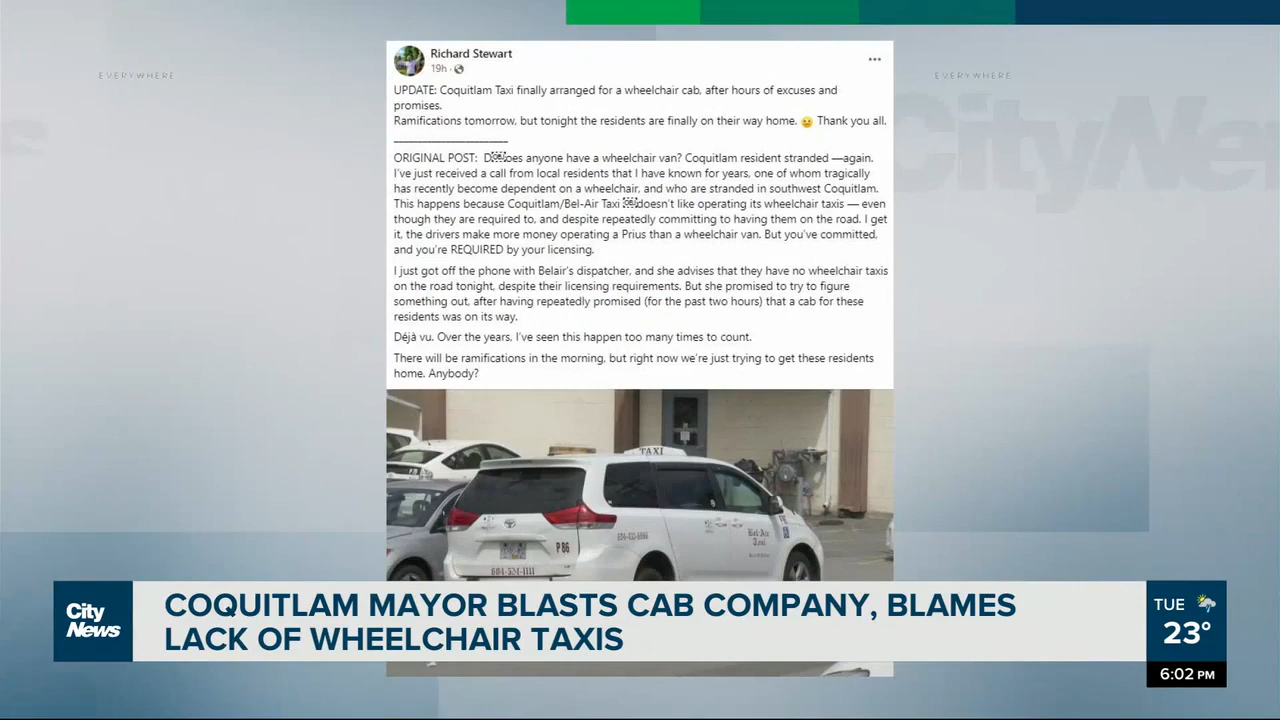 EVERYWHERE
EVERYWHERE
CityNew
Richard Stewart
19h ·
UPDATE: Coquitlam Taxi finally arranged for a wheelchair cab, after hours of excuses and
promises.
Ramifications tomorrow, but tonight the residents are finally on their way home. 😐 Thank you all.
ORIGINAL POST: Does anyone have a wheelchair van? Coquitlam resident stranded —again.
I've just received a call from local residents that I have known for years, one of whom tragically
has recently become dependent on a wheelchair, and who are stranded in southwest Coquitlam.
This happens because Coquitlam/Bel-Air Taxi doesn't like operating its wheelchair taxis — even
though they are required to, and despite repeatedly committing to having them on the road. I get
it, the drivers make more money operating a Prius than a wheelchair van. But you've committed,
and you're REQUIRED by your licensing.
I just got off the phone with Belair's dispatcher, and she advises that they have no wheelchair taxis
on the road tonight, despite their licensing requirements. But she promised to try to figure
something out, after having repeatedly promised (for the past two hours) that a cab for these
residents was on its way.
Déjà vu. Over the years, I've seen this happen too many times to count.
There will be ramifications in the morning, but right now we're just trying to get these residents
home. Anybody?
TAXI
P 86
Bel-Air
Taxi
604-524-1111
City
News
COQUITLAM MAYOR BLASTS CAB COMPANY, BLAMES
LACK OF WHEELCHAIR TAXIS
TUE
23°
6:02 PM